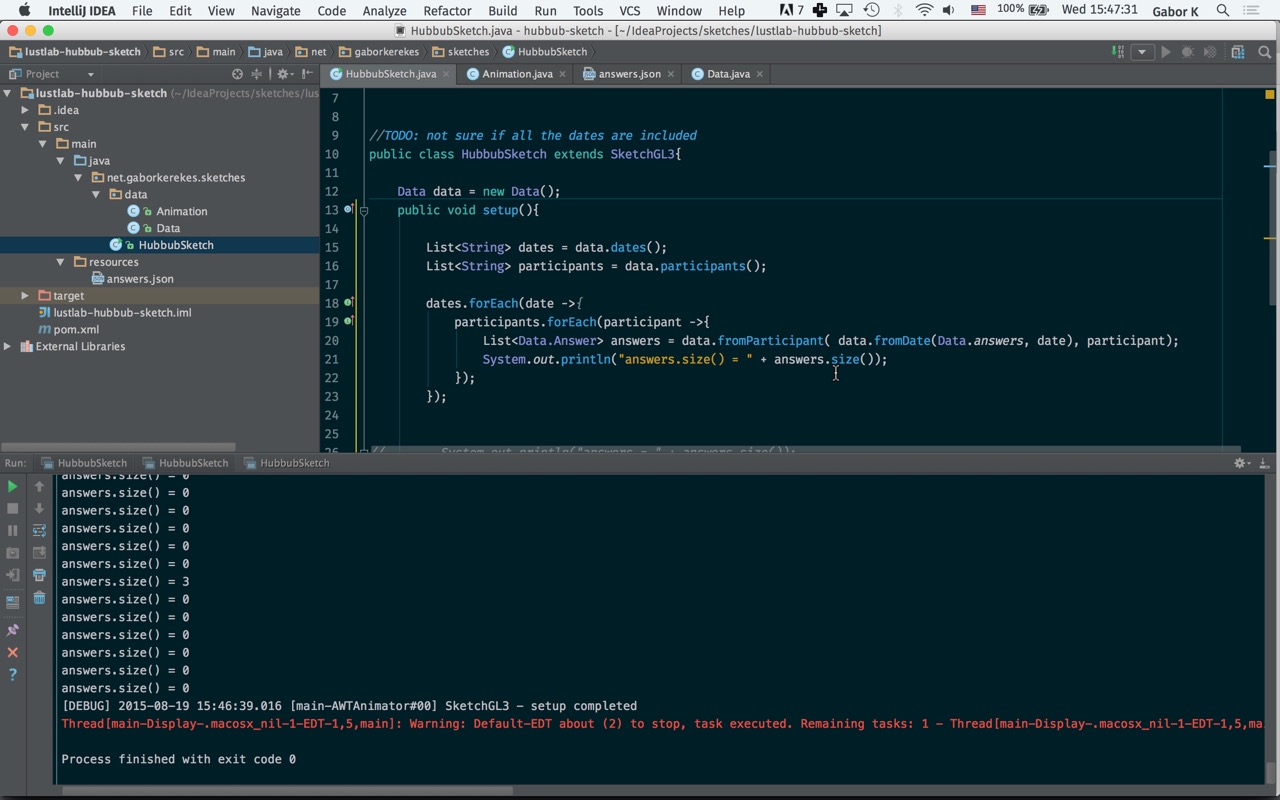 IntelliJ IDEA File Edit View Navigate Code Analyze Refactor Build Run Tools VCS Window Help 7 100% Wed 15:47:31 Gabor K
HubbubSketch.java - hubbub-sketch - [~/IdeaProjects/sketches/lustlab-hubbub-sketch]
lustlab-hubbub-sketch src main java net gaborkerekes sketches HubbubSketch
Project HubbubSketch.java Animation.java answers.json Data.java
lustlab-hubbub-sketch (~/IdeaProjects/sketches/lus
.idea
src
main
java
net.gaborkerekes.sketches
data
Animation
Data
HubbubSketch
resources
answers.json
target
lustlab-hubbub-sketch.iml
pom.xml
External Libraries
7
8
9 //TODO: not sure if all the dates are included
10 public class HubbubSketch extends SketchGL3{
11
12 Data data = new Data();
13 public void setup(){
14
15 List<String> dates = data.dates();
16 List<String> participants = data.participants();
17
18 dates.forEach(date ->{
19 participants.forEach(participant ->{
20 List<Data.Answer> answers = data.fromParticipant( data.fromDate(Data.answers, date), participant);
21 System.out.println("answers.size() = " + answers.size());
22 });
23 });
24
25
26 // System.out.println("answers = " + answers.size());
Run: HubbubSketch HubbubSketch HubbubSketch
answers.size() = 0
answers.size() = 0
answers.size() = 0
answers.size() = 0
answers.size() = 0
answers.size() = 0
answers.size() = 3
answers.size() = 0
answers.size() = 0
answers.size() = 0
answers.size() = 0
answers.size() = 0
answers.size() = 0
[DEBUG] 2015-08-19 15:46:39.016 [main-AWTAnimator#00] SketchGL3 - setup completed
Thread[main-Display-.macosx_nil-1-EDT-1,5,main]: Warning: Default-EDT about (2) to stop, task executed. Remaining tasks: 1 - Thread[main-Display-.macosx_nil-1-EDT-1,5,ma
Process finished with exit code 0